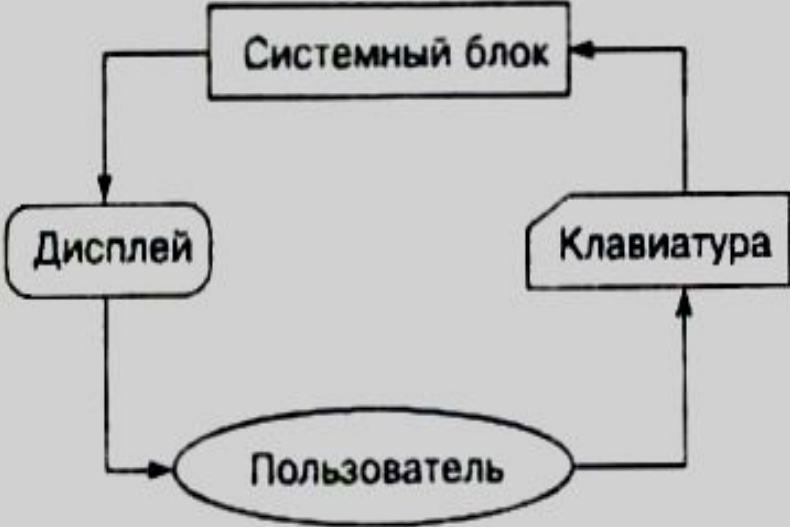 Системный блок
Дисплей
Клавиатура
Пользователь